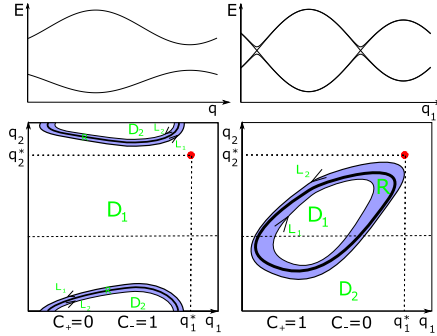 E
q
E
q₁
q₂
q₂*
D₂
L₂
L₁
D₁
L₁
L₂
D₂
C₊=0 C₋=1 q₁* q₁
q₂
q₂*
L₂
R
D₁
L₁
D₂
C₊=1 C₋=0 q₁* q₁